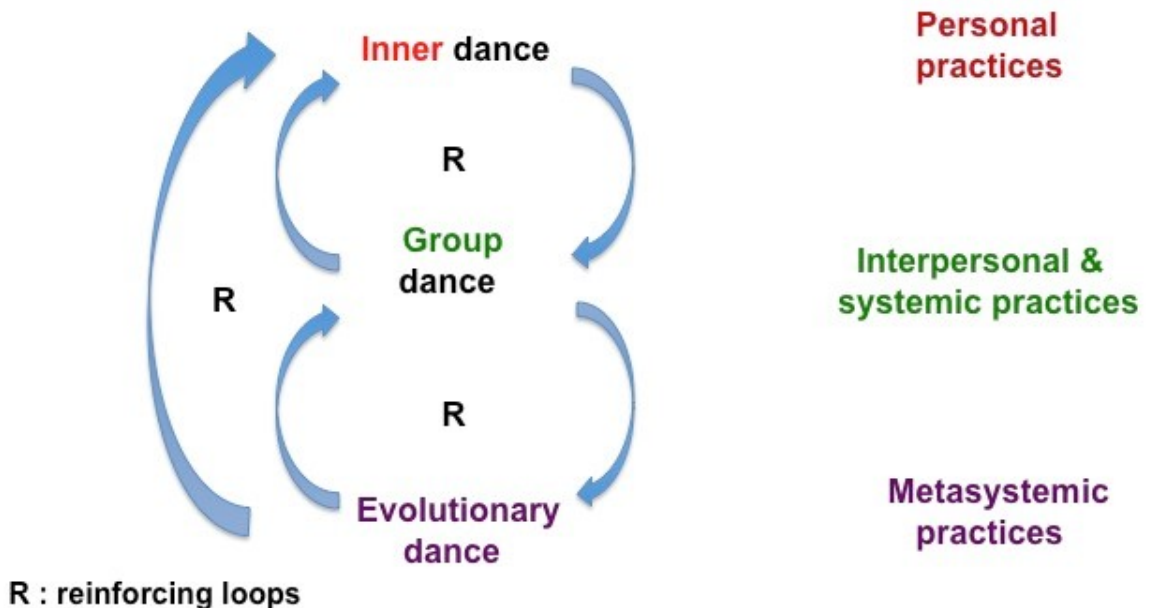 Inner dance
Personal
practices
R
Group
dance
Interpersonal &
systemic practices
R
R
Evolutionary
dance
Metasystemic
practices
R : reinforcing loops